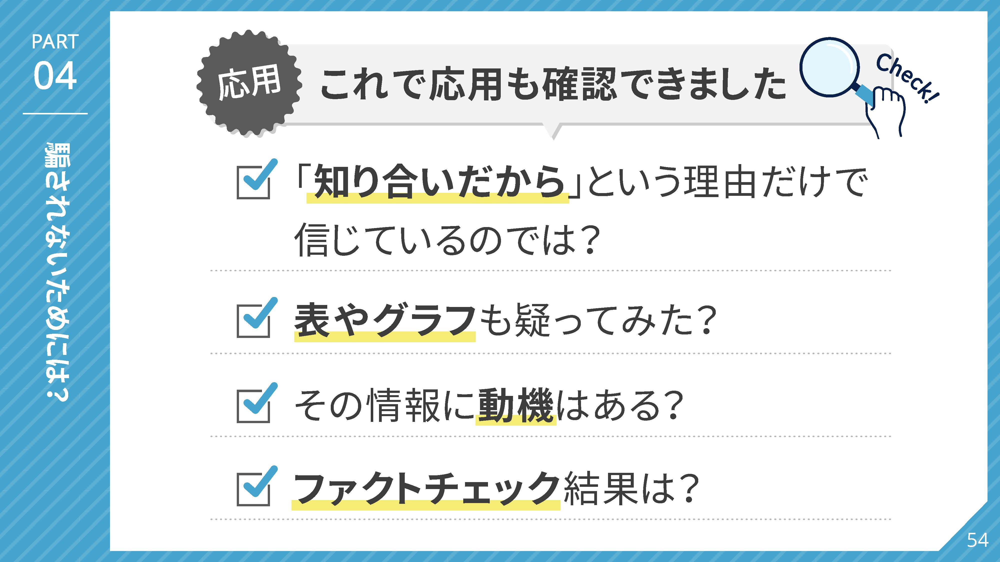 PART
04
騙されないためには？
応用
これで応用も確認できました
Check!
「知り合いだから」という理由だけで
信じているのでは？
表やグラフも疑ってみた？
その情報に動機はある？
ファクトチェック結果は？
54